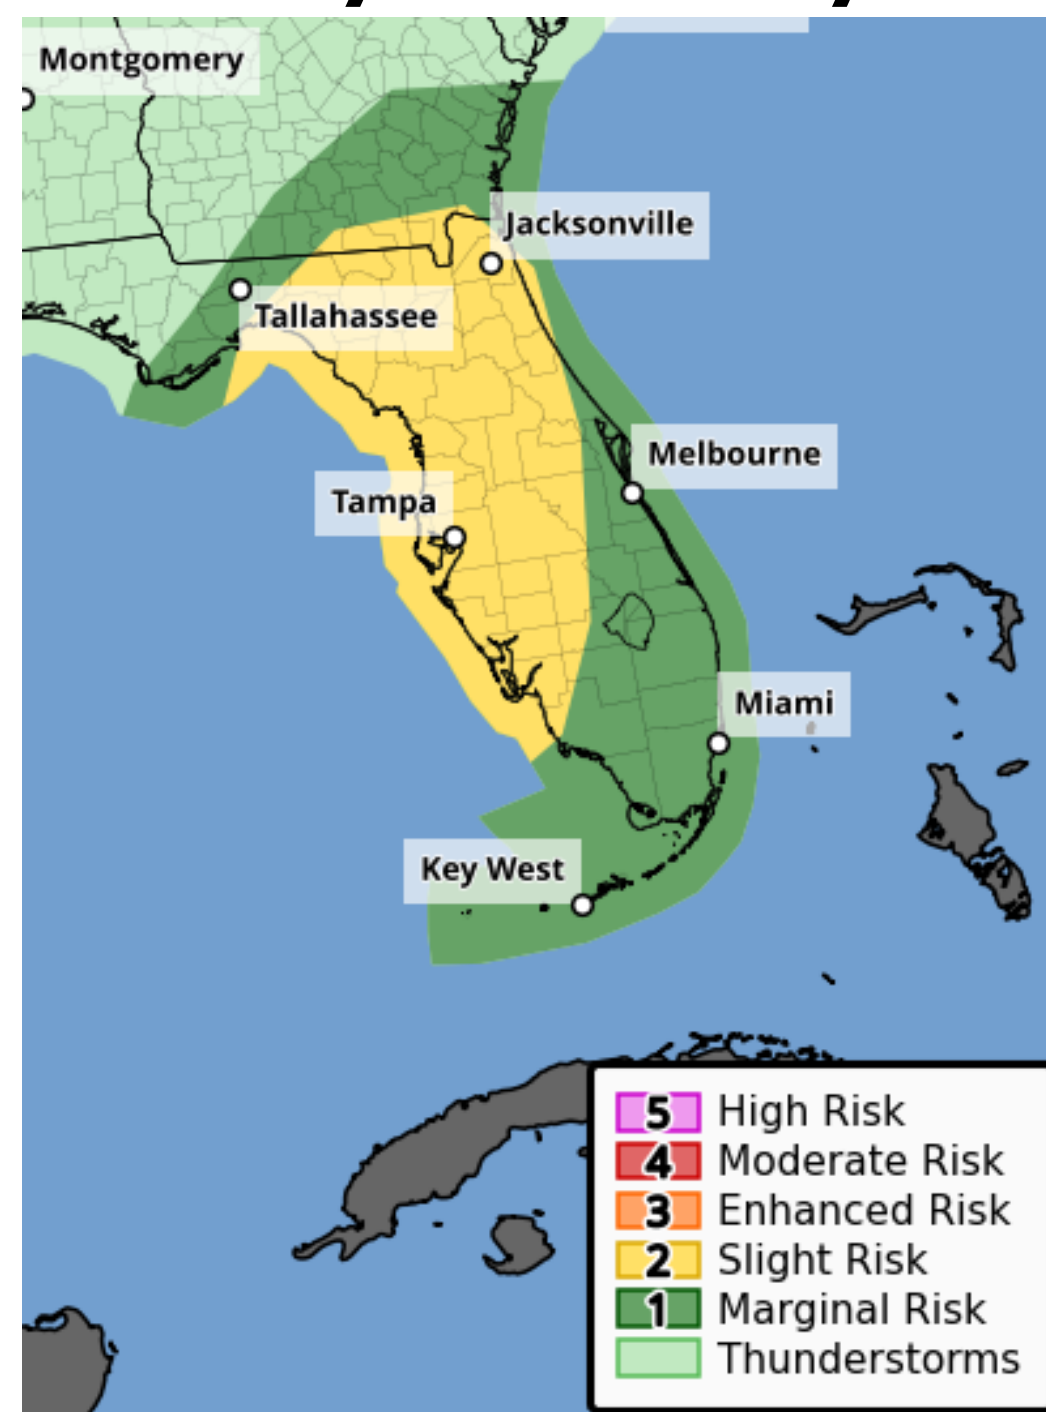 Montgomery
Jacksonville
Tallahassee
Melbourne
Tampa
Miami
Key West
5 High Risk
4 Moderate Risk
3 Enhanced Risk
2 Slight Risk
1 Marginal Risk
Thunderstorms